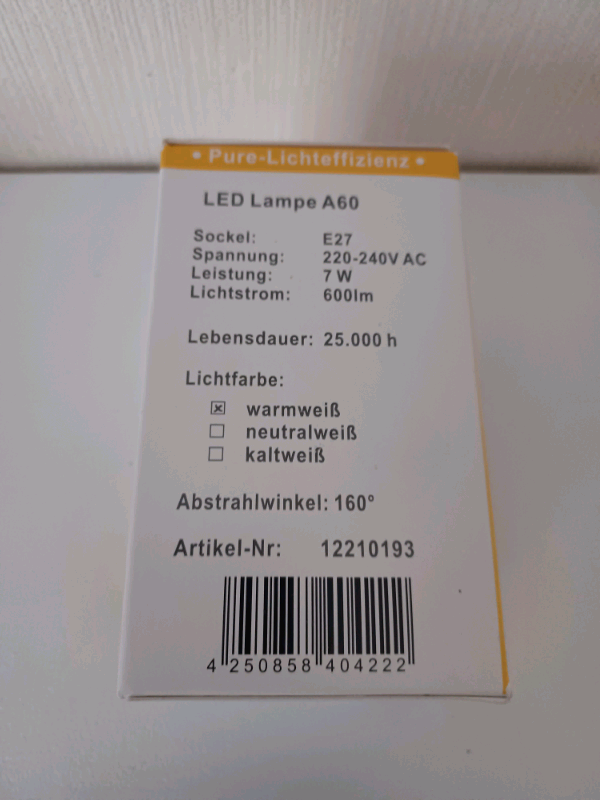 • Pure-Lichteffizienz •
LED Lampe A60
Sockel: E27
Spannung: 220-240V AC
Leistung: 7 W
Lichtstrom: 600lm
Lebensdauer: 25.000 h
Lichtfarbe:
☒ warmweiß
☐ neutralweiß
☐ kaltweiß
Abstrahlwinkel: 160°
Artikel-Nr: 12210193
4 250858 404222